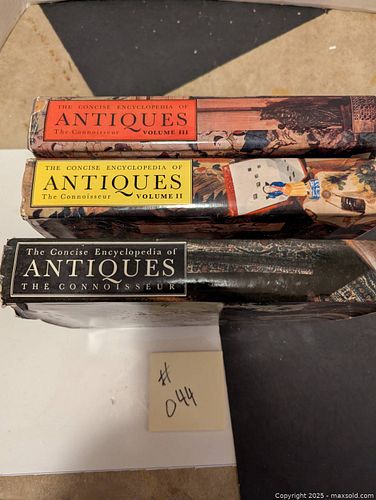 THE CONCISE ENCYCLOPEDIA OF
ANTIQUES
The Connoisseur VOLUME III
THE CONCISE ENCYCLOPEDIA OF
ANTIQUES
The Connoisseur VOLUME II
The Concise Encyclopedia of
ANTIQUES
THE CONNOISSEUR
#
044
Copyright 2025 - maxsold.com